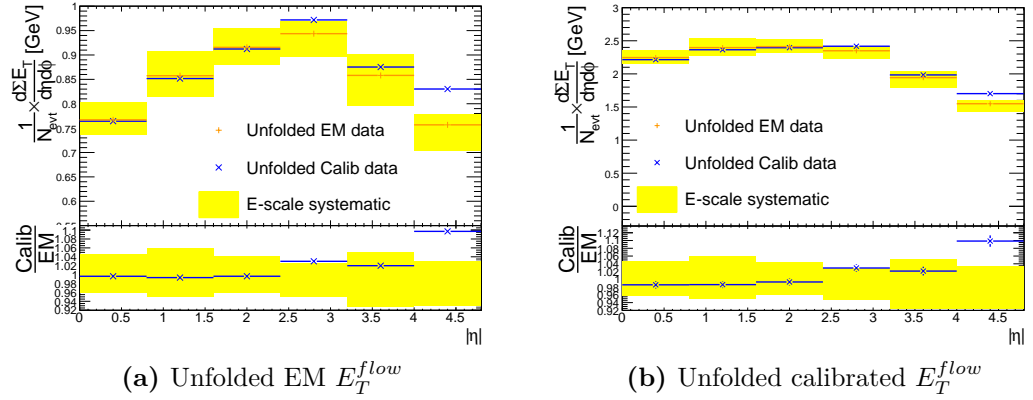 1/N_evt × dΣE_T/dηdϕ [GeV]
1
0.95
0.9
0.85
0.8
0.75
0.7
0.65
0.6
0.55
Unfolded EM data
Unfolded Calib data
E-scale systematic
Calib/EM
1.1
1.08
1.06
1.04
1.02
1
0.98
0.96
0.94
0.92
0 0.5 1 1.5 2 2.5 3 3.5 4 4.5
|η|
(a) Unfolded EM E_T^flow
1/N_evt × dΣE_T/dηdϕ [GeV]
3
2.5
2
1.5
1
0.5
0
Unfolded EM data
Unfolded Calib data
E-scale systematic
Calib/EM
1.12
1.1
1.08
1.06
1.04
1.02
1
0.98
0.96
0.94
0.92
0 0.5 1 1.5 2 2.5 3 3.5 4 4.5
|η|
(b) Unfolded calibrated E_T^flow